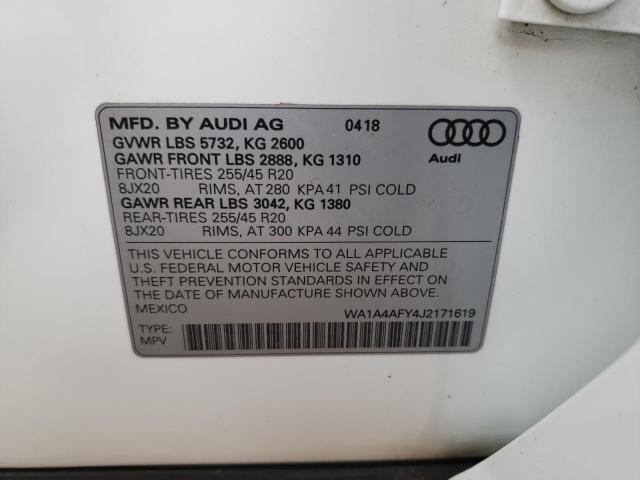 MFD. BY AUDI AG 0418
GVWR LBS 5732, KG 2600
GAWR FRONT LBS 2888, KG 1310
Audi
FRONT-TIRES 255/45 R20
8JX20 RIMS, AT 280 KPA 41 PSI COLD
GAWR REAR LBS 3042, KG 1380
REAR-TIRES 255/45 R20
8JX20 RIMS, AT 300 KPA 44 PSI COLD
THIS VEHICLE CONFORMS TO ALL APPLICABLE
U.S. FEDERAL MOTOR VEHICLE SAFETY AND
THEFT PREVENTION STANDARDS IN EFFECT ON
THE DATE OF MANUFACTURE SHOWN ABOVE.
MEXICO WA1A4AFY4J2171619
TYPE:
MPV